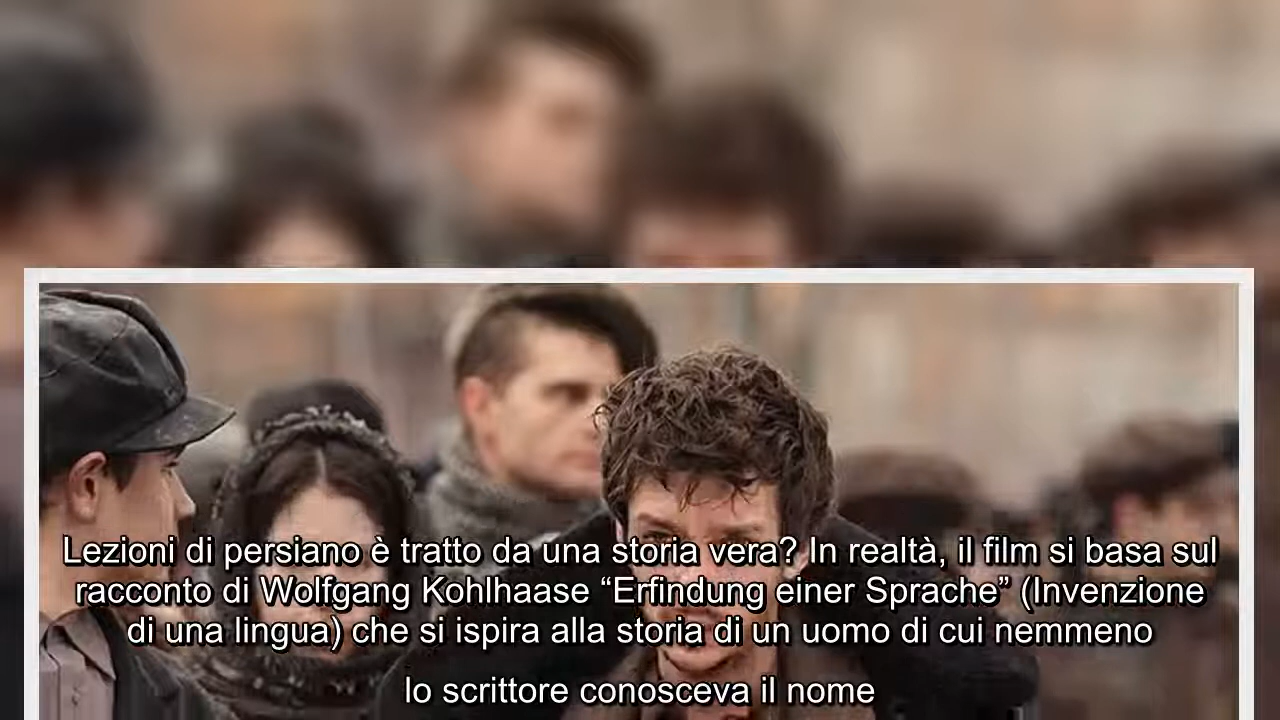 Lezioni di persiano è tratto da una storia vera? In realtà, il film si basa sul
racconto di Wolfgang Kohlhaase “Erfindung einer Sprache” (Invenzione
di una lingua) che si ispira alla storia di un uomo di cui nemmeno
lo scrittore conosceva il nome